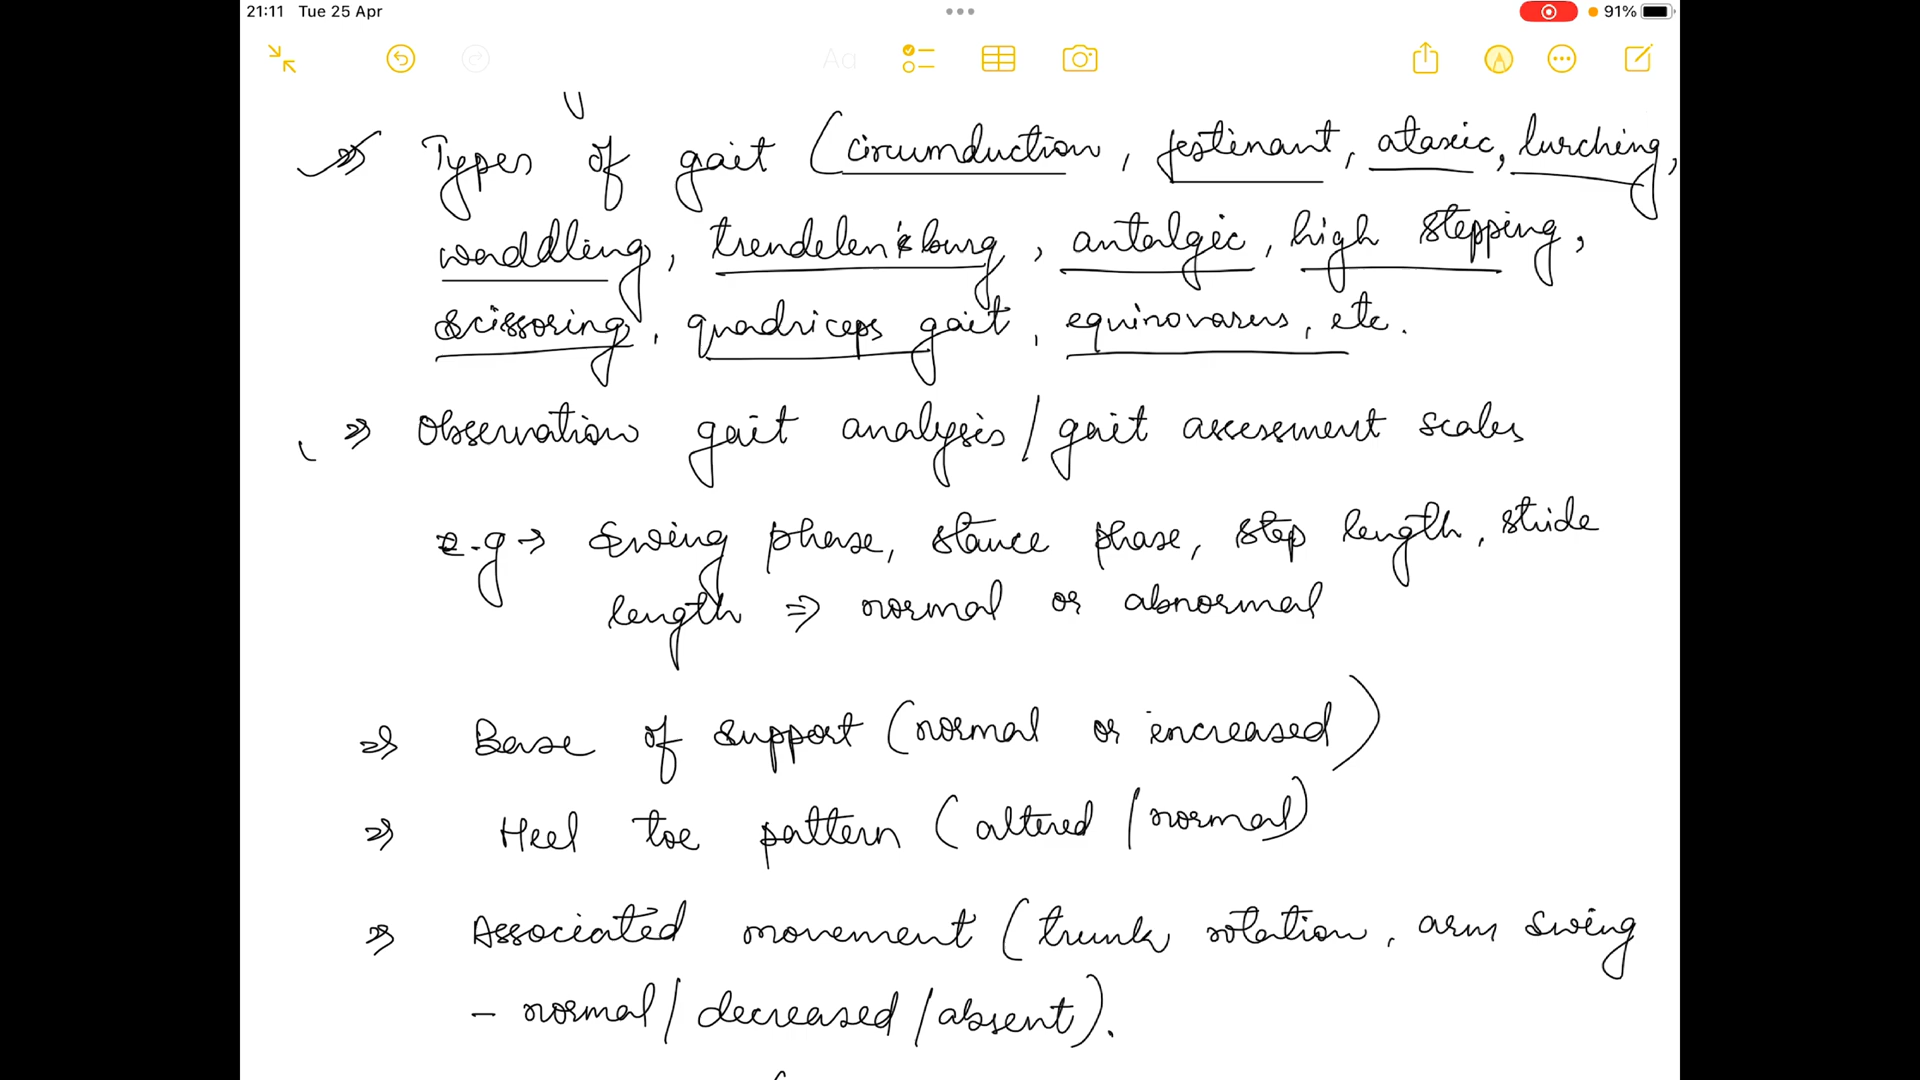 21:11 Tue 25 Apr
91%
Aa
⇒ Types of gait (circumduction, festinant, ataxic, lurching,
waddling, trendelenburg, antalgic, high stepping,
scissoring, quadriceps gait, equinovarus, etc.
⇒ Observation gait analysis/gait assessment scales
e.g → Swing phase, stance phase, step length, stride
length ⇒ normal or abnormal
⇒ Base of support (normal or increased)
⇒ Heel toe pattern (altered/normal)
⇒ Associated movement (trunk rotation, arm swing
- normal/decreased/absent).